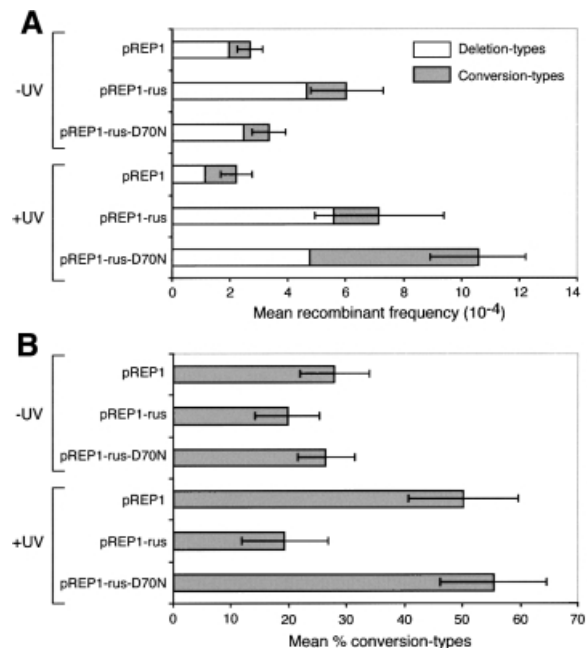 A
-UV
+UV
pREP1
pREP1-rus
pREP1-rus-D70N
pREP1
pREP1-rus
pREP1-rus-D70N
Deletion-types
Conversion-types
0 2 4 6 8 10 12 14
Mean recombinant frequency (10-4)
B
-UV
+UV
pREP1
pREP1-rus
pREP1-rus-D70N
pREP1
pREP1-rus
pREP1-rus-D70N
0 10 20 30 40 50 60 70
Mean % conversion-types